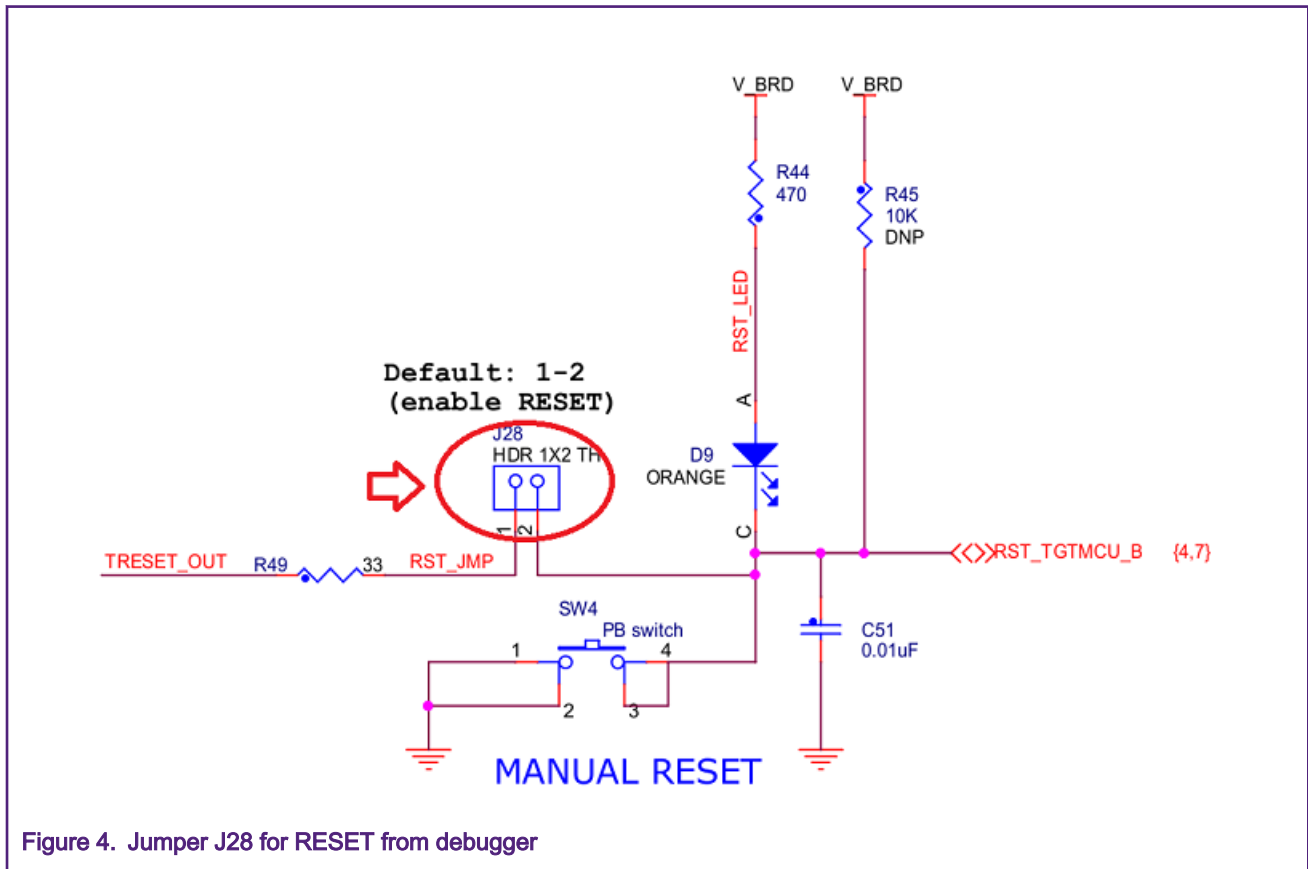 V_BRD
V_BRD
R44
470
R45
10K
DNP
RST_LED
Default: 1-2
(enable RESET)
J28
HDR 1X2 TH
A
D9
ORANGE
C
1
2
TRESET_OUT
R49
33
RST_JMP
RST_TGTMCU_B {4,7}
SW4
PB switch
1
4
2
3
C51
0.01uF
MANUAL RESET
Figure 4. Jumper J28 for RESET from debugger